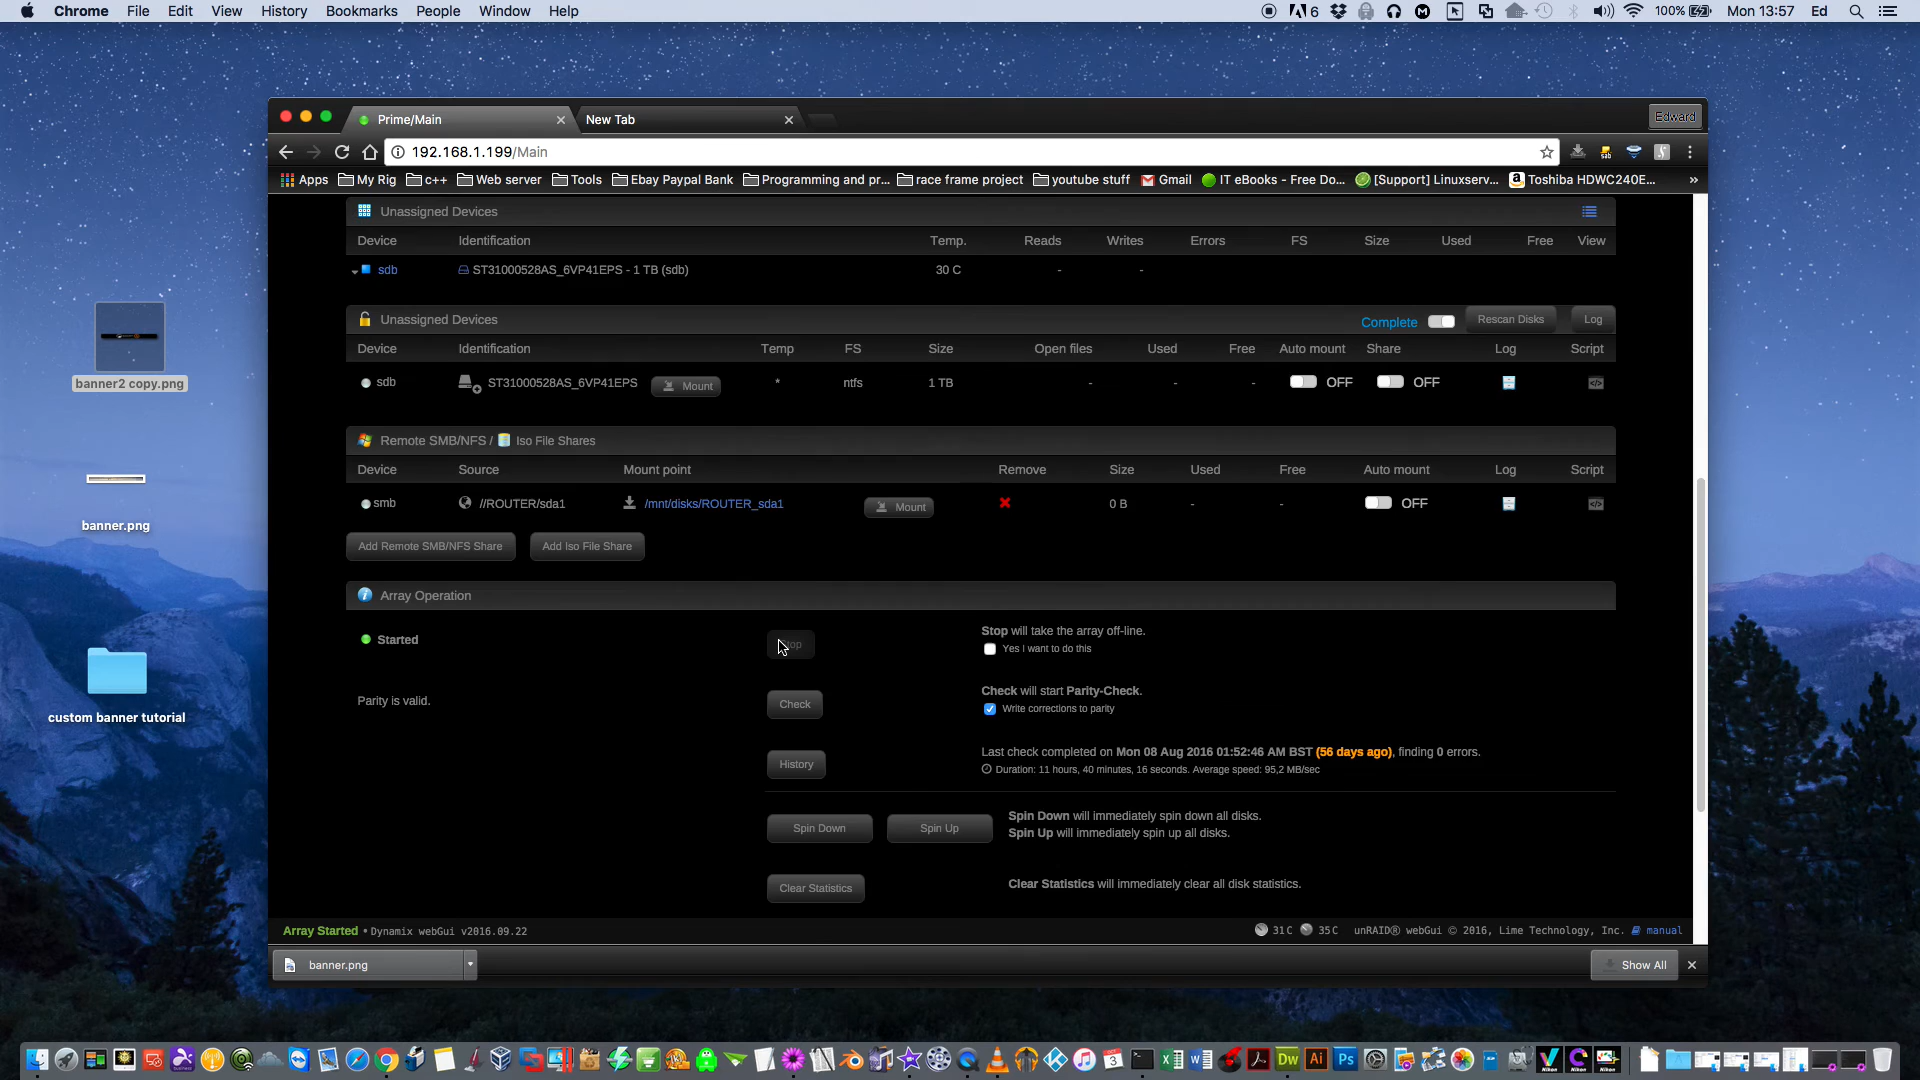 Chrome File Edit View History Bookmarks People Window Help 6 100% Mon 13:57 Ed
Prime/Main New Tab Edward
192.168.1.199/Main
Apps My Rig c++ Web server Tools Ebay Paypal Bank Programming and pr... race frame project youtube stuff Gmail IT eBooks - Free Do... [Support] Linuxserv... Toshiba HDWC240E... »
Unassigned Devices
Device Identification Temp. Reads Writes Errors FS Size Used Free View
sdb ST31000528AS_6VP41EPS - 1 TB (sdb) 30 C - -
Unassigned Devices Complete Rescan Disks Log
Device Identification Temp FS Size Open files Used Free Auto mount Share Log Script
sdb ST31000528AS_6VP41EPS Mount * ntfs 1 TB - - - OFF OFF
Remote SMB/NFS / Iso File Shares
Device Source Mount point Remove Size Used Free Auto mount Log Script
smb //ROUTER/sda1 /mnt/disks/ROUTER_sda1 Mount 0 B - - OFF
Add Remote SMB/NFS Share Add Iso File Share
Array Operation
Started Stop Stop will take the array off-line.
Yes I want to do this
Parity is valid. Check Check will start Parity-Check.
Write corrections to parity
History Last check completed on Mon 08 Aug 2016 01:52:46 AM BST (56 days ago), finding 0 errors.
Duration: 11 hours, 40 minutes, 16 seconds. Average speed: 95,2 MB/sec
Spin Down Spin Up Spin Down will immediately spin down all disks.
Spin Up will immediately spin up all disks.
Clear Statistics Clear Statistics will immediately clear all disk statistics.
Array Started • Dynamix webGui v2016.09.22 31C 35C unRAID® webGui © 2016, Lime Technology, Inc. manual
banner.png Show All
banner2 copy.png
banner.png
custom banner tutorial